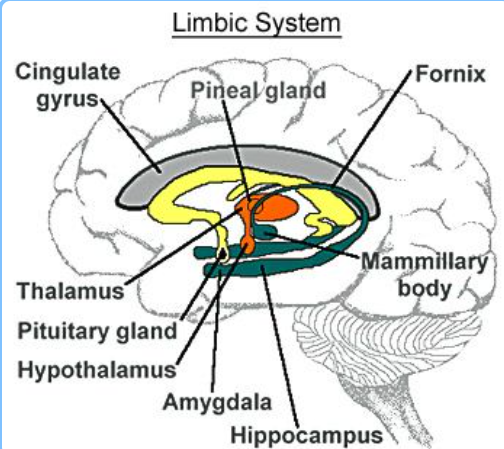 Limbic System
Cingulate
gyrus
Pineal gland
Fornix
Thalamus
Mammillary
body
Pituitary gland
Hypothalamus
Amygdala
Hippocampus